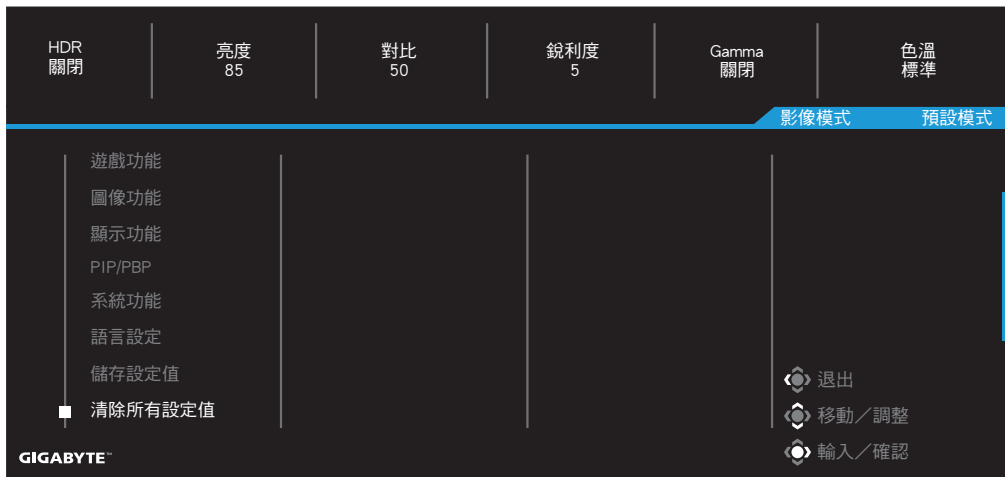 HDR
關閉
亮度
85
對比
50
銳利度
5
Gamma
關閉
色溫
標準
影像模式 預設模式
遊戲功能
圖像功能
顯示功能
PIP/PBP
系統功能
語言設定
儲存設定值
清除所有設定值
退出
移動／調整
輸入／確認
GIGABYTE™